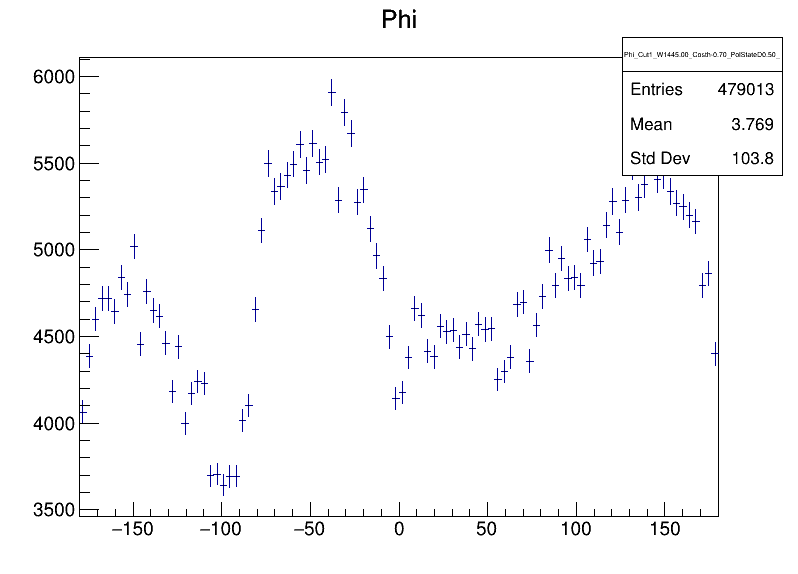 Phi
Phi_Cut1_W1445.00_Costh-0.70_PolStateD0.50_
Entries 479013
Mean 3.769
Std Dev 103.8
6000
5500
5000
4500
4000
3500
−150 −100 −50 0 50 100 150